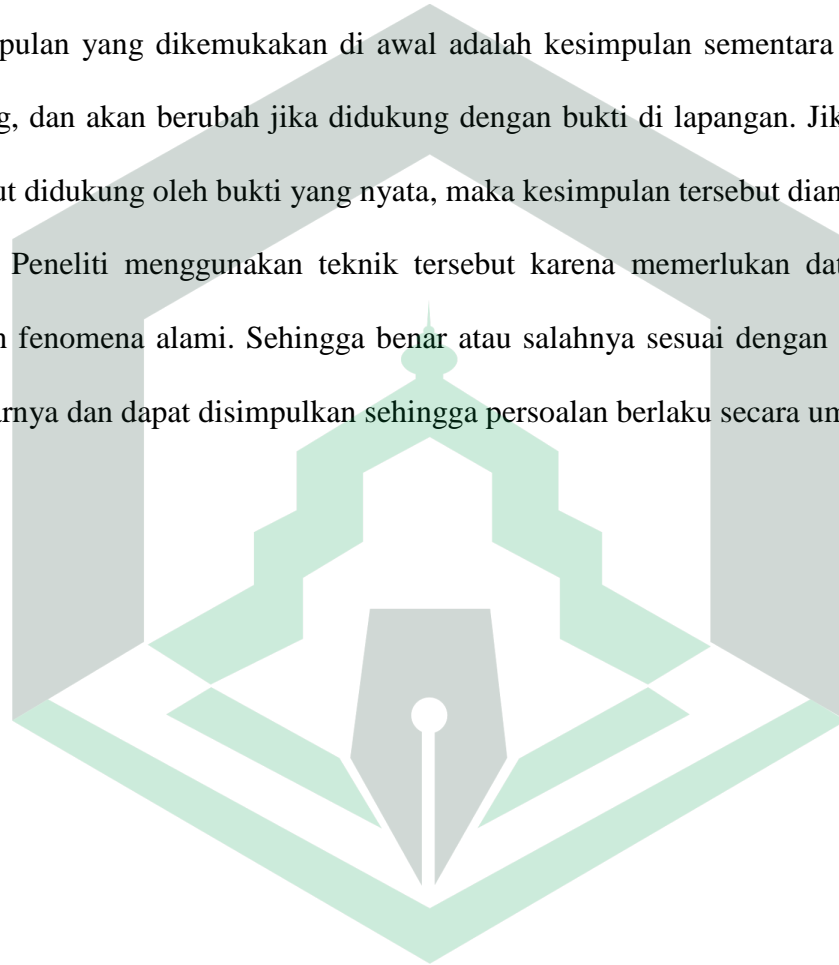 pulan yang dikemukakan di awal adalah kesimpulan sementara
g, dan akan berubah jika didukung dengan bukti di lapangan. Jik
ut didukung oleh bukti yang nyata, maka kesimpulan tersebut dian
Peneliti menggunakan teknik tersebut karena memerlukan dat
n fenomena alami. Sehingga benar atau salahnya sesuai dengan
arnya dan dapat disimpulkan sehingga persoalan berlaku secara um